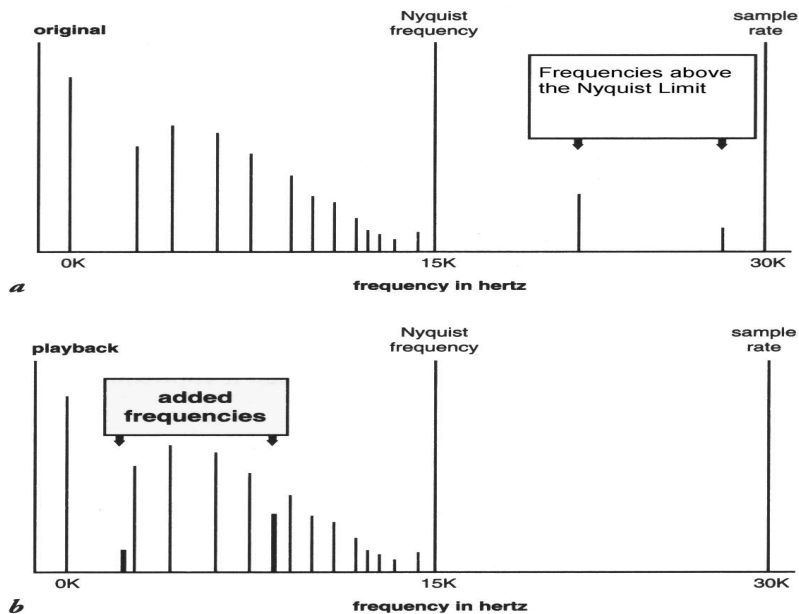 Nyquist
frequency
sample
rate
original
Frequencies above
the Nyquist Limit
0K
15K
30K
a
frequency in hertz
Nyquist
frequency
sample
rate
playback
added
frequencies
0K
15K
30K
b
frequency in hertz